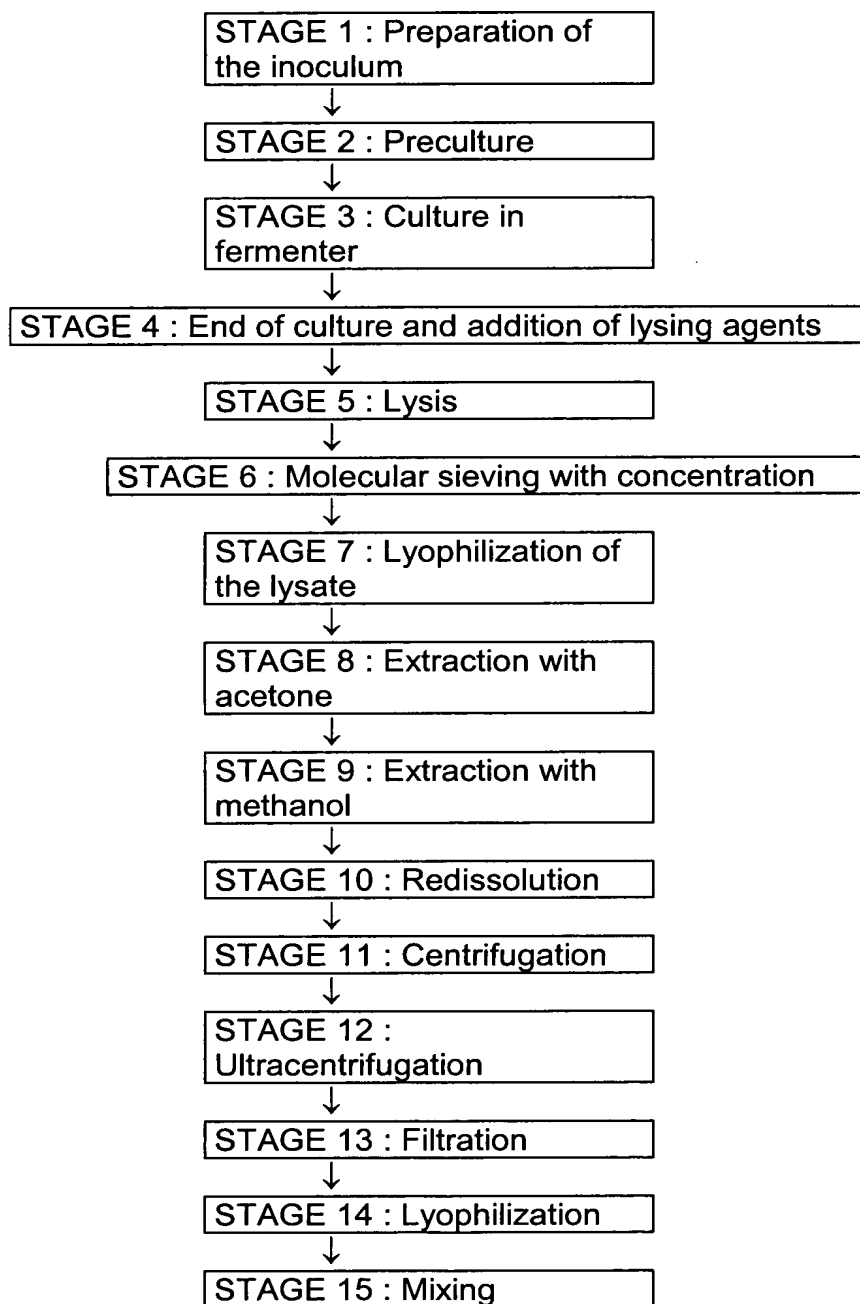 STAGE 1 : Preparation of
the inoculum
↓
STAGE 2 : Preculture
↓
STAGE 3 : Culture in
fermenter
↓
STAGE 4 : End of culture and addition of lysing agents
↓
STAGE 5 : Lysis
↓
STAGE 6 : Molecular sieving with concentration
↓
STAGE 7 : Lyophilization of
the lysate
↓
STAGE 8 : Extraction with
acetone
↓
STAGE 9 : Extraction with
methanol
↓
STAGE 10 : Redissolution
↓
STAGE 11 : Centrifugation
↓
STAGE 12 :
Ultracentrifugation
↓
STAGE 13 : Filtration
↓
STAGE 14 : Lyophilization
↓
STAGE 15 : Mixing